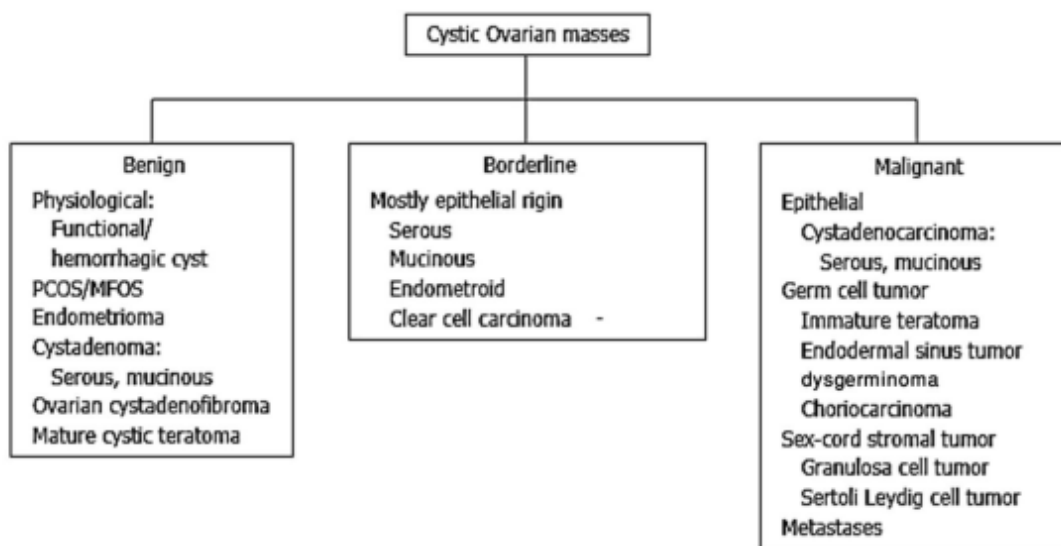 Cystic Ovarian masses
Benign
Physiological:
Functional/
hemorrhagic cyst
PCOS/MFOS
Endometrioma
Cystadenoma:
Serous, mucinous
Ovarian cystadenofibroma
Mature cystic teratoma
Borderline
Mostly epithelial rigin
Serous
Mucinous
Endometroid
Clear cell carcinoma -
Malignant
Epithelial
Cystadenocarcinoma:
Serous, mucinous
Germ cell tumor
Immature teratoma
Endodermal sinus tumor
dysgerminoma
Choriocarcinoma
Sex-cord stromal tumor
Granulosa cell tumor
Sertoli Leydig cell tumor
Metastases